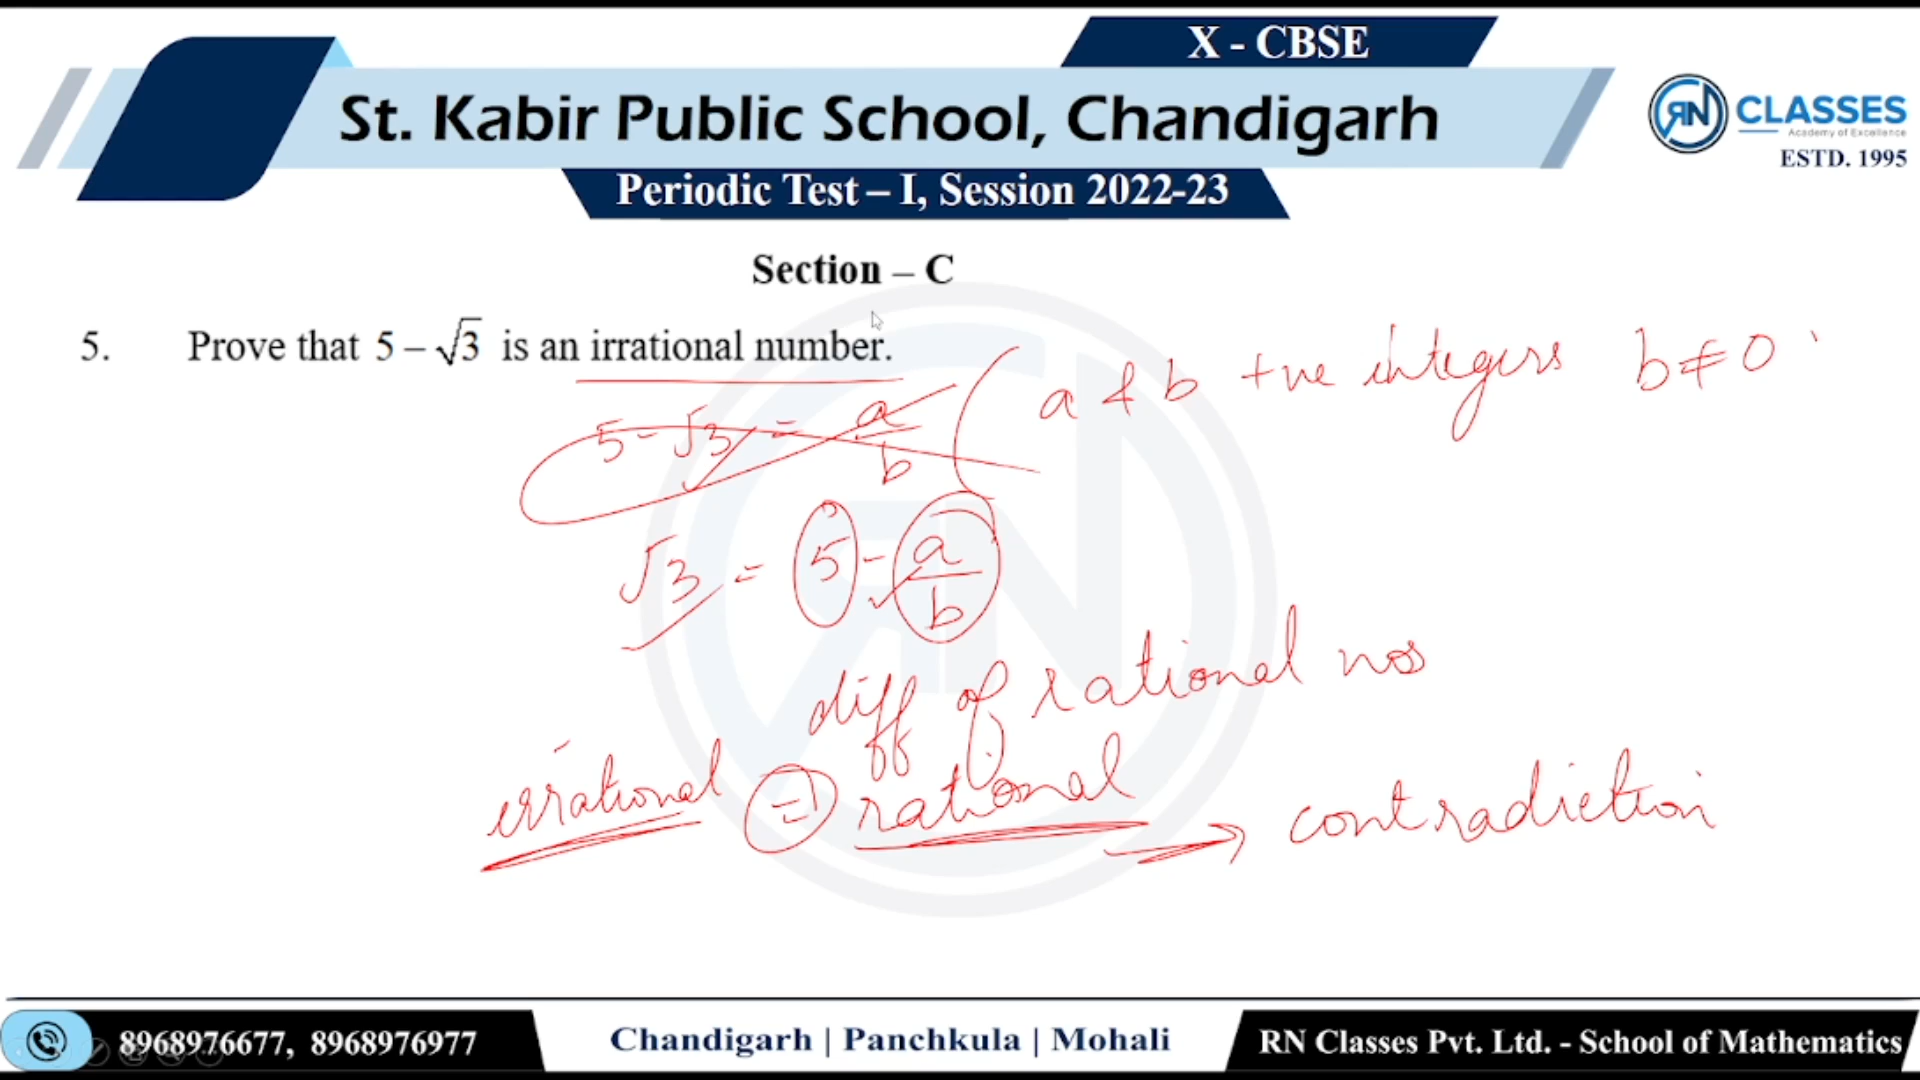 X - CBSE
St. Kabir Public School, Chandigarh
RN CLASSES
Academy of Excellence
ESTD. 1995
Periodic Test – I, Session 2022-23
Section – C
5. Prove that 5 – √3 is an irrational number.
5 - √3 = a/b ( a & b +ve integers b ≠ 0
√3 = 5 - a/b
diff of rational nos
irrational = rational → contradiction
8968976677, 8968976977
Chandigarh | Panchkula | Mohali
RN Classes Pvt. Ltd. - School of Mathematics